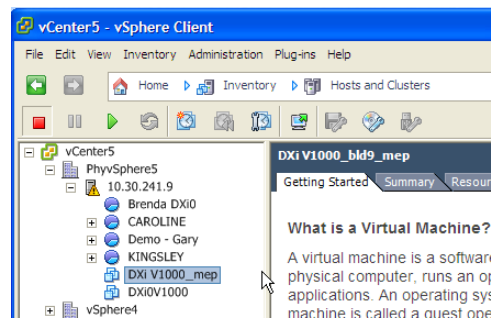 vCenter5 - vSphere Client
File Edit View Inventory Administration Plug-ins Help
Home Inventory Hosts and Clusters
vCenter5
PhyvSphere5
10.30.241.9
Brenda DXi0
CAROLINE
Demo - Gary
KINGSLEY
DXi V1000_mep
DXi0V1000
vSphere4
DXi V1000_bld9_mep
Getting Started Summary Resour
What is a Virtual Machine?
A virtual machine is a software
physical computer, runs an op
applications. An operating sys
machine is called a guest ope